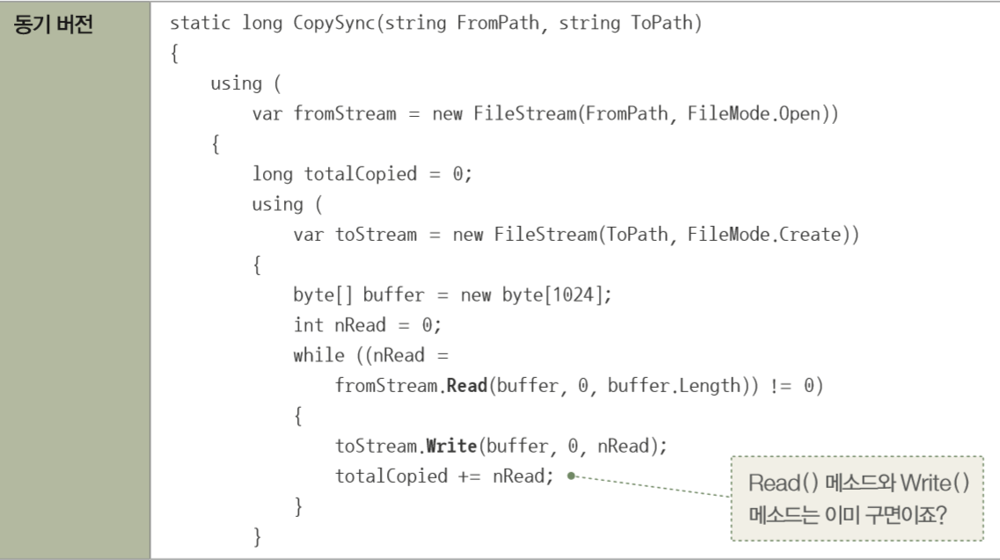 동기 버전
static long CopySync(string FromPath, string ToPath)
{
    using (
        var fromStream = new FileStream(FromPath, FileMode.Open))
    {
        long totalCopied = 0;
        using (
            var toStream = new FileStream(ToPath, FileMode.Create))
        {
            byte[] buffer = new byte[1024];
            int nRead = 0;
            while ((nRead =
                fromStream.Read(buffer, 0, buffer.Length)) != 0)
            {
                toStream.Write(buffer, 0, nRead);
                totalCopied += nRead;
            }
        }
Read() 메소드와 Write()
메소드는 이미 구면이죠?